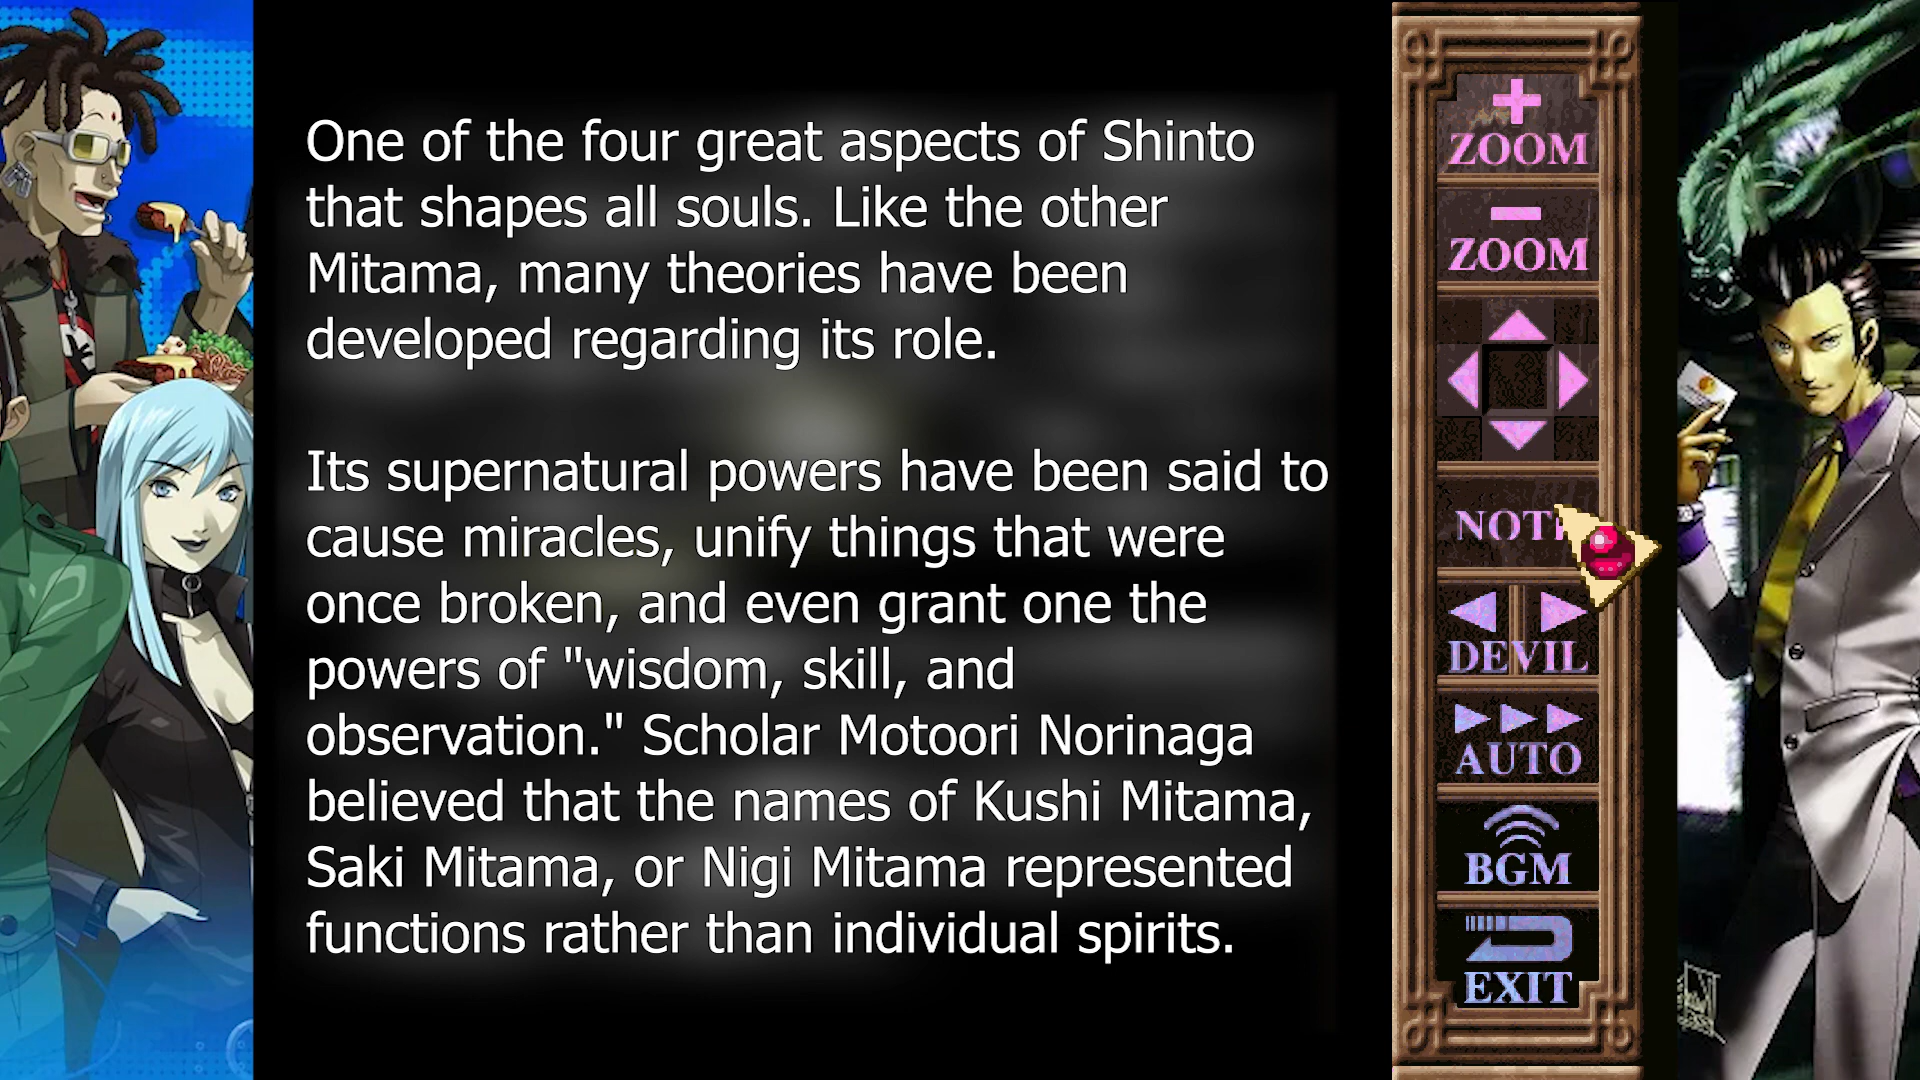 One of the four great aspects of Shinto
that shapes all souls. Like the other
Mitama, many theories have been
developed regarding its role.
Its supernatural powers have been said to
cause miracles, unify things that were
once broken, and even grant one the
powers of "wisdom, skill, and
observation." Scholar Motoori Norinaga
believed that the names of Kushi Mitama,
Saki Mitama, or Nigi Mitama represented
functions rather than individual spirits.
ZOOM
ZOOM
DEVIL
AUTO
BGM
EXIT